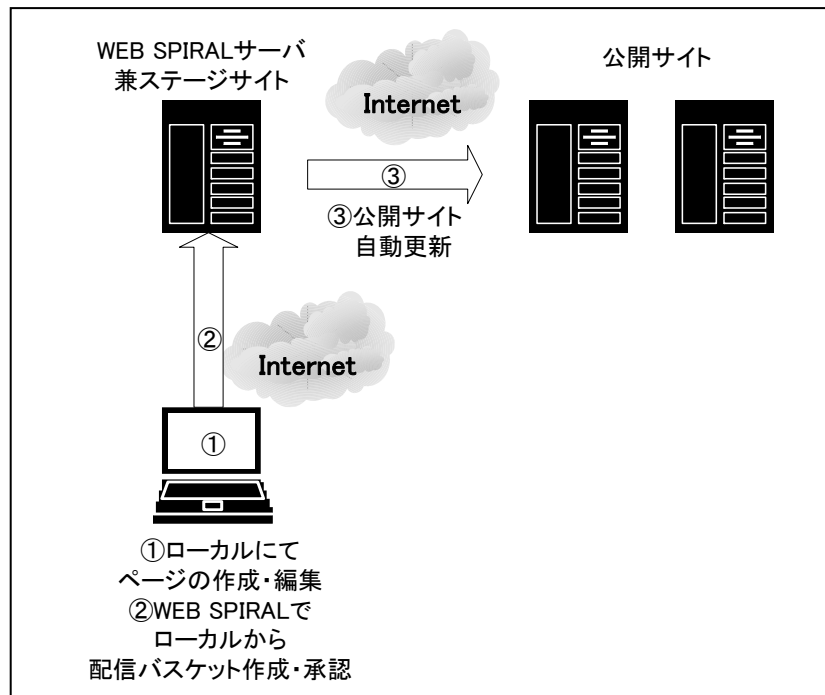 WEB SPIRALサーバ
兼ステージサイト
Internet
公開サイト
③
③公開サイト
自動更新
②
Internet
①
①ローカルにて
ページの作成・編集
②WEB SPIRALで
ローカルから
配信バスケット作成・承認